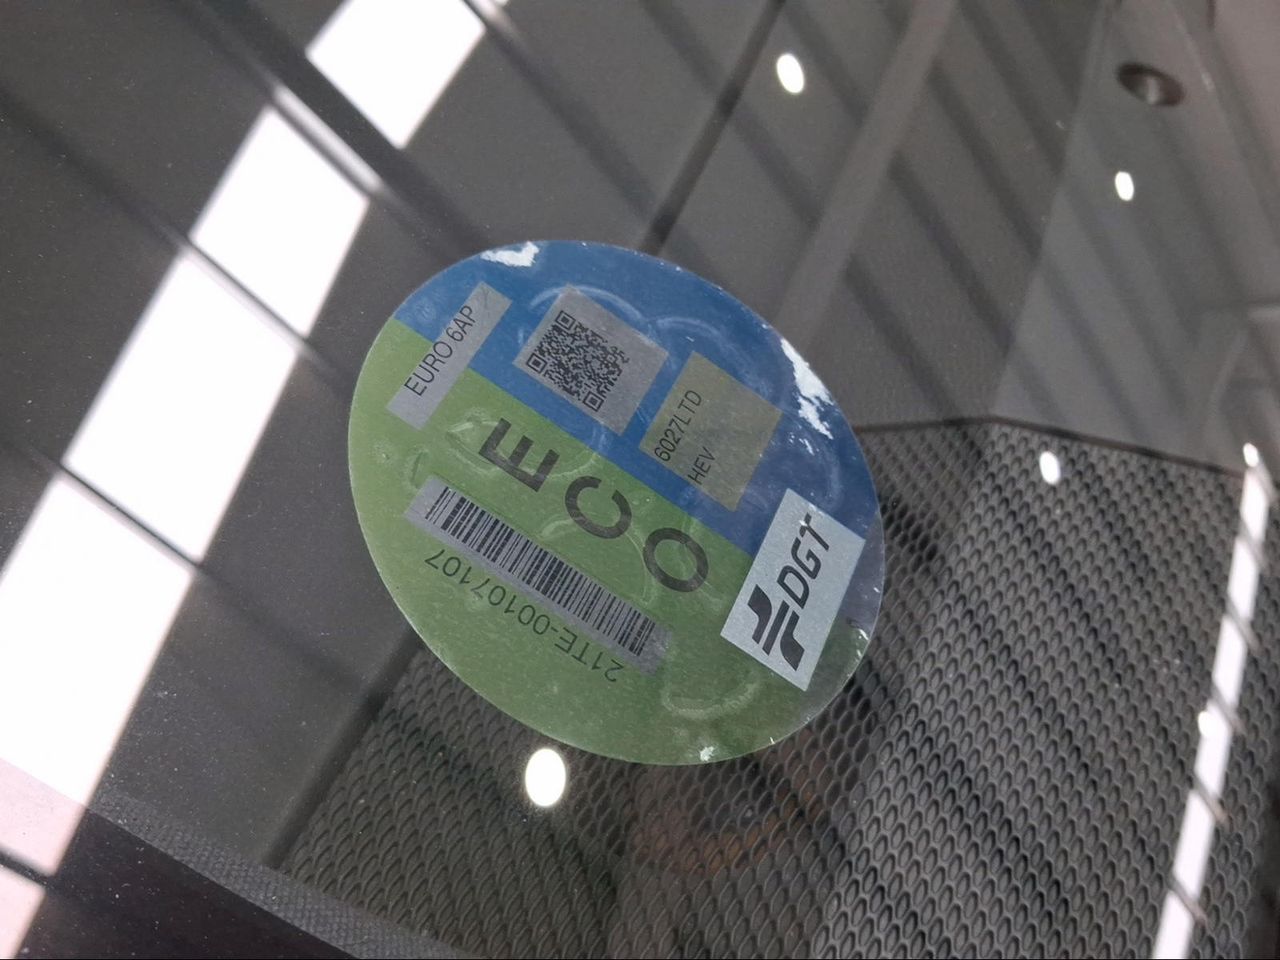 EURO 6AP
6027LTD
HEV
ECO
21TE-00107107
DGT